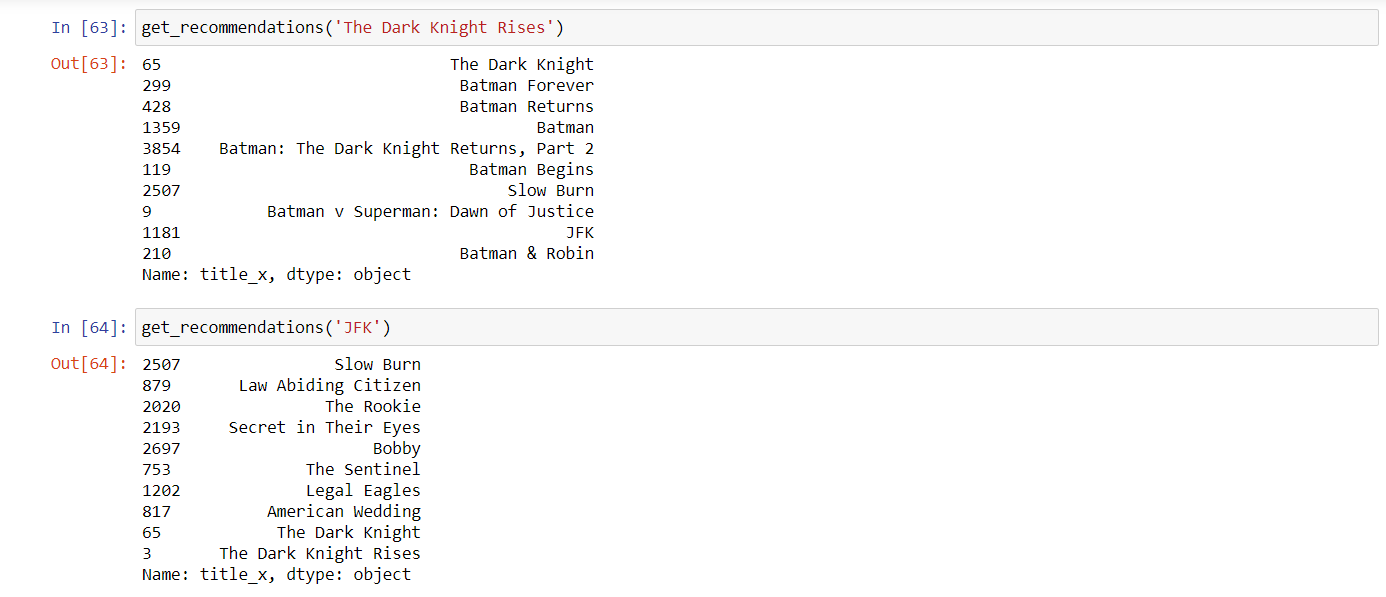 In [63]: get_recommendations('The Dark Knight Rises')
Out[63]: 65 The Dark Knight
299 Batman Forever
428 Batman Returns
1359 Batman
3854 Batman: The Dark Knight Returns, Part 2
119 Batman Begins
2507 Slow Burn
9 Batman v Superman: Dawn of Justice
1181 JFK
210 Batman & Robin
Name: title_x, dtype: object
In [64]: get_recommendations('JFK')
Out[64]: 2507 Slow Burn
879 Law Abiding Citizen
2020 The Rookie
2193 Secret in Their Eyes
2697 Bobby
753 The Sentinel
1202 Legal Eagles
817 American Wedding
65 The Dark Knight
3 The Dark Knight Rises
Name: title_x, dtype: object